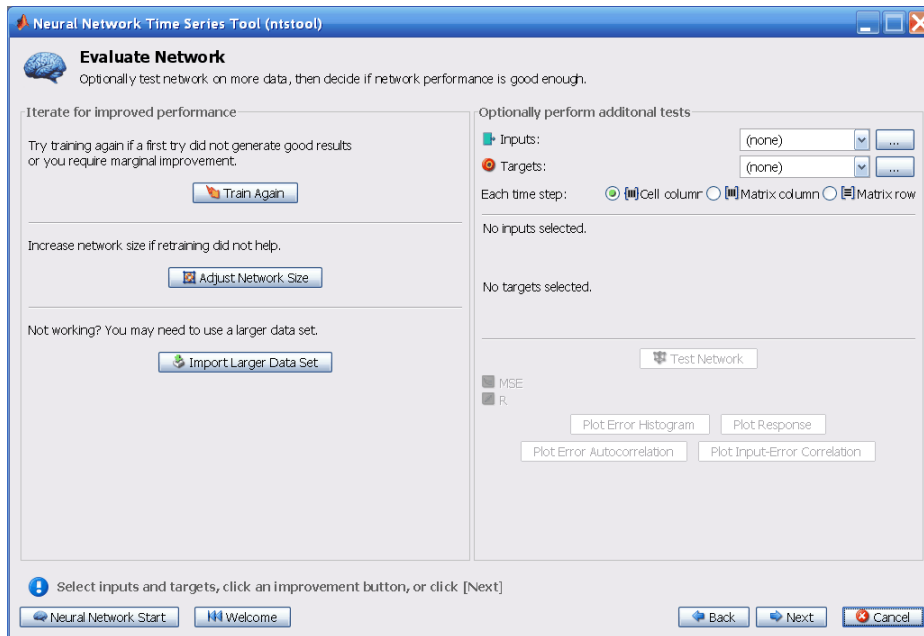 Neural Network Time Series Tool (ntstool)
Evaluate Network
Optionally test network on more data, then decide if network performance is good enough.
Iterate for improved performance
Try training again if a first try did not generate good results
or you require marginal improvement.
Train Again
Increase network size if retraining did not help.
Adjust Network Size
Not working? You may need to use a larger data set.
Import Larger Data Set
Optionally perform additonal tests
Inputs: (none) ...
Targets: (none) ...
Each time step: Cell columr Matrix column Matrix row
No inputs selected.
No targets selected.
Test Network
MSE
R
Plot Error Histogram Plot Response
Plot Error Autocorrelation Plot Input-Error Correlation
Select inputs and targets, click an improvement button, or click [Next]
Neural Network Start Welcome Back Next Cancel